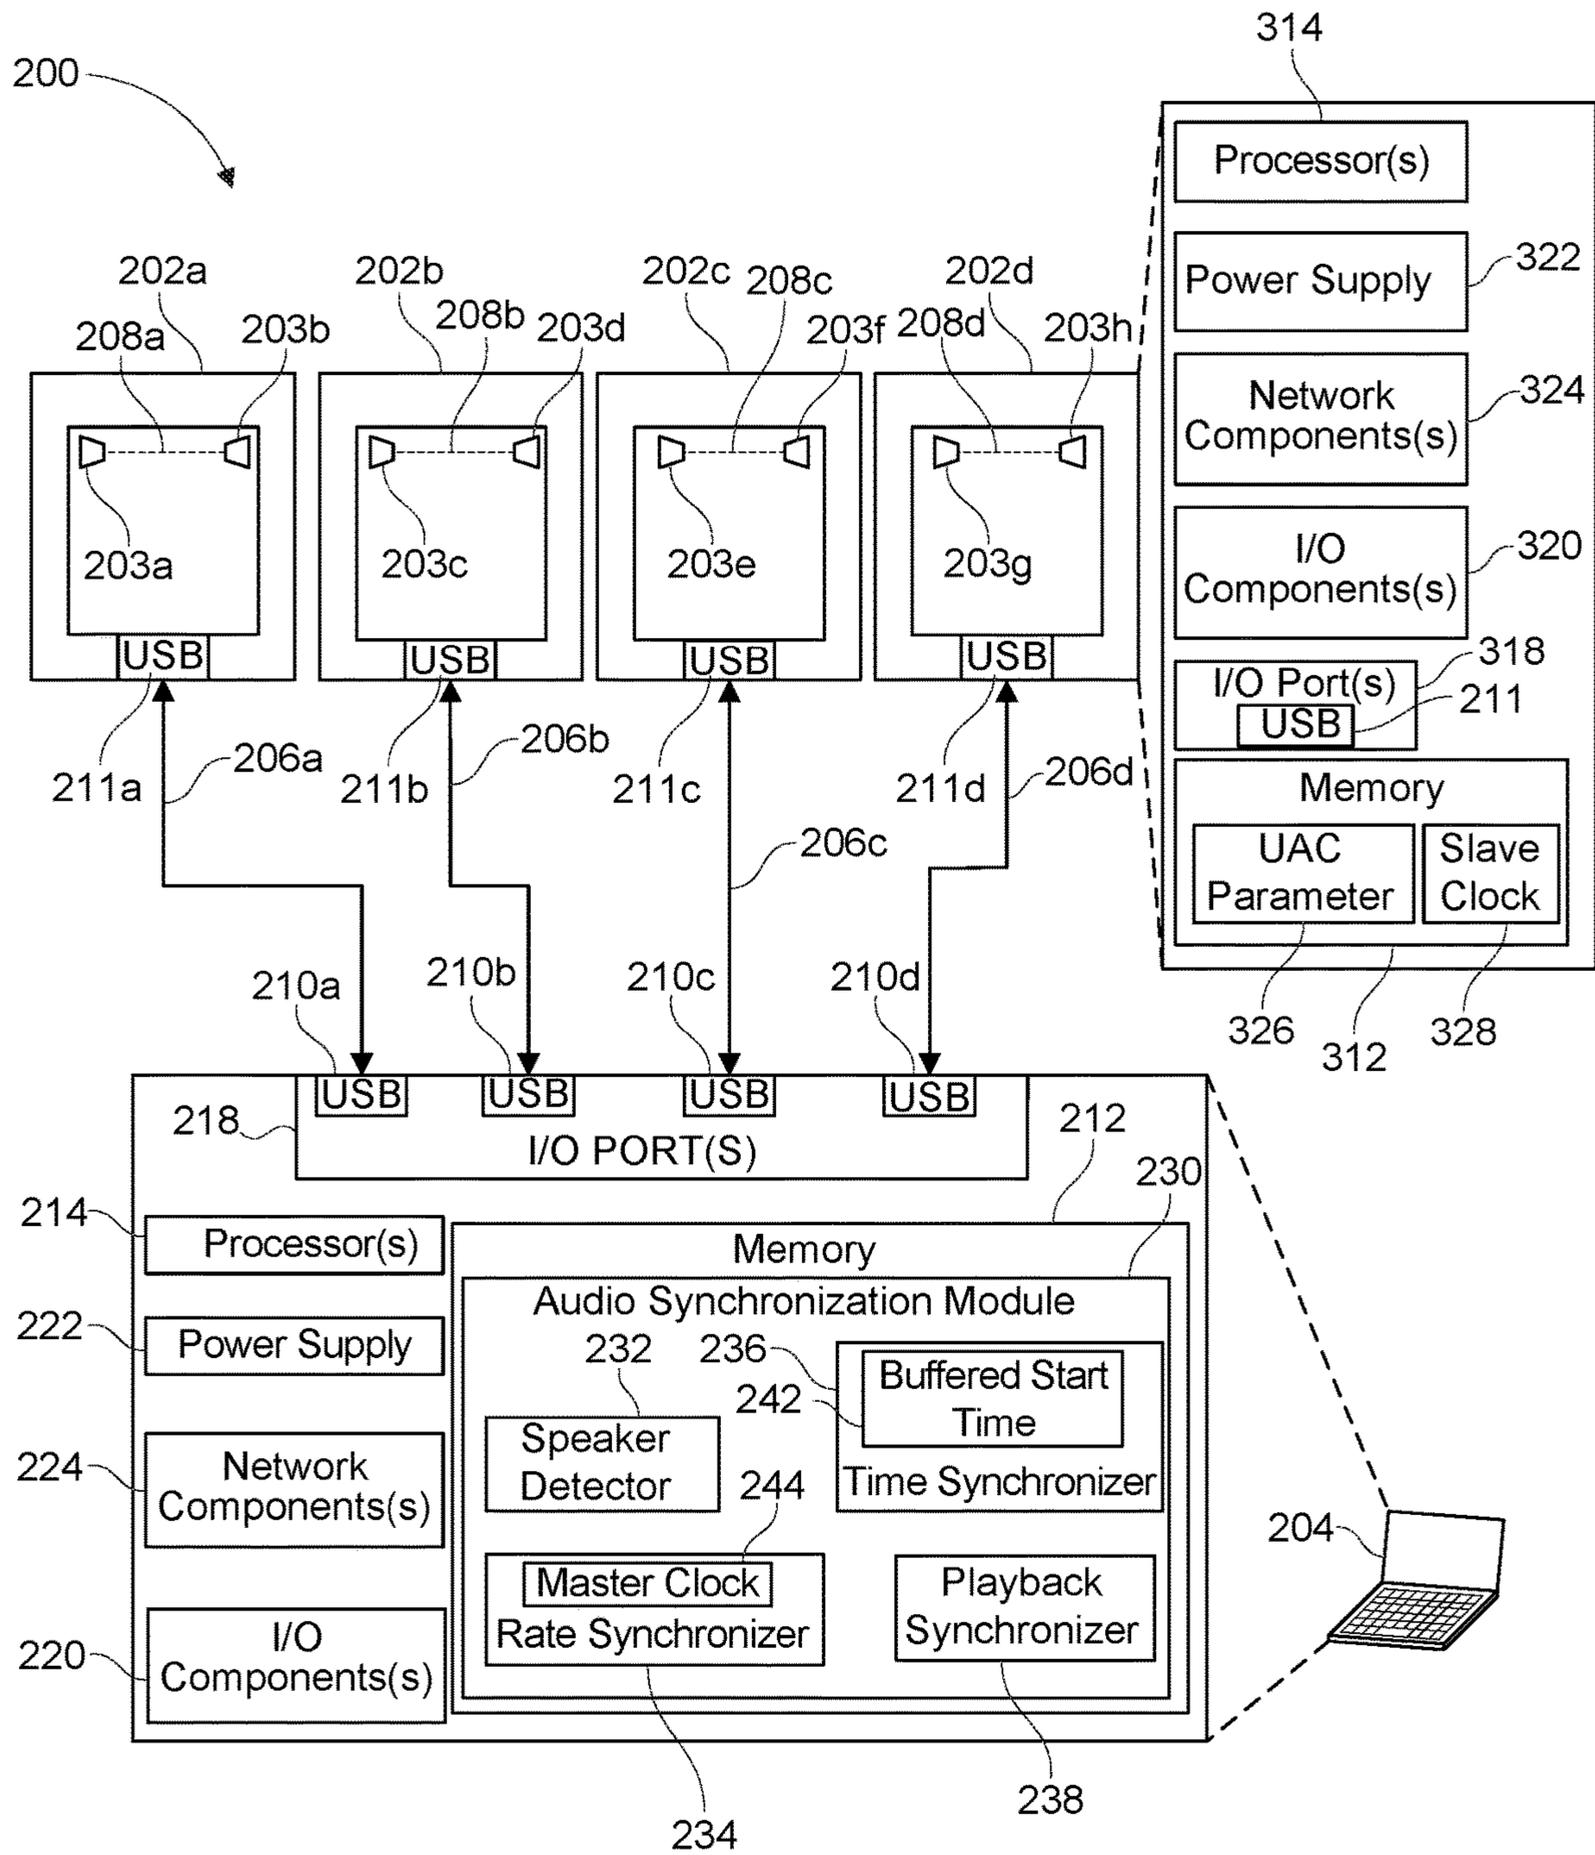 200
314
Processor(s)
322
Power Supply
324
Network
Components(s)
320
I/O
Components(s)
318
I/O Port(s)
211
USB
Memory
UAC
Parameter
Slave
Clock
326
312
328
202a
208a
203b
203a
USB
211a
206a
202b
208b
203d
203c
USB
211b
206b
202c
208c
203f
203e
USB
211c
206c
202d
208d
203h
203g
USB
211d
206d
210a
210b
210c
210d
USB
USB
USB
USB
218
I/O PORT(S)
212
230
214
Processor(s)
222
Power Supply
224
Network
Components(s)
220
I/O
Components(s)
Memory
Audio Synchronization Module
232
Speaker
Detector
236
242
Buffered Start
Time
Time Synchronizer
244
Master Clock
Rate Synchronizer
Playback
Synchronizer
204
234
238